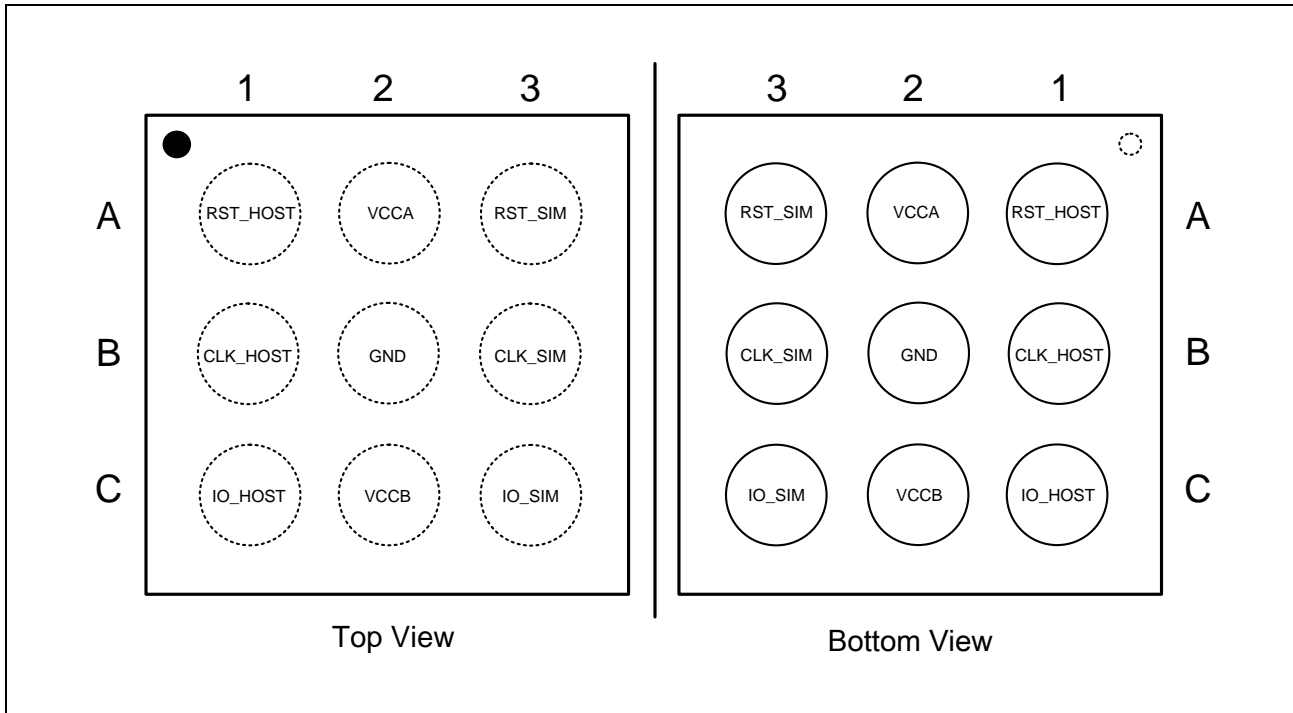 1 2 3
A RST_HOST VCCA RST_SIM
B CLK_HOST GND CLK_SIM
C IO_HOST VCCB IO_SIM
Top View
3 2 1
RST_SIM VCCA RST_HOST A
CLK_SIM GND CLK_HOST B
IO_SIM VCCB IO_HOST C
Bottom View